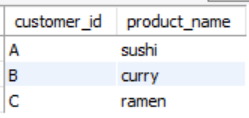 customer_id product_name
A sushi
B curry
C ramen